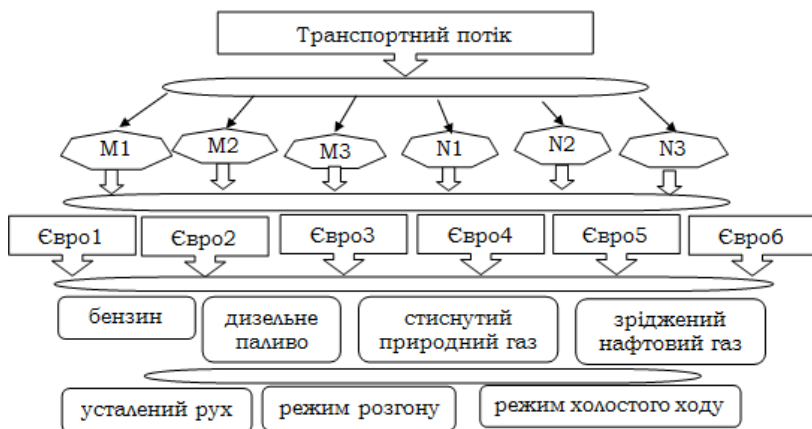 Транспортний потік
М1
М2
М3
N1
N2
N3
Євро1
Євро2
Євро3
Євро4
Євро5
Євро6
бензин
дизельне
паливо
стиснутий
природний газ
зріджений
нафтовий газ
усталений рух
режим розгону
режим холостого ходу